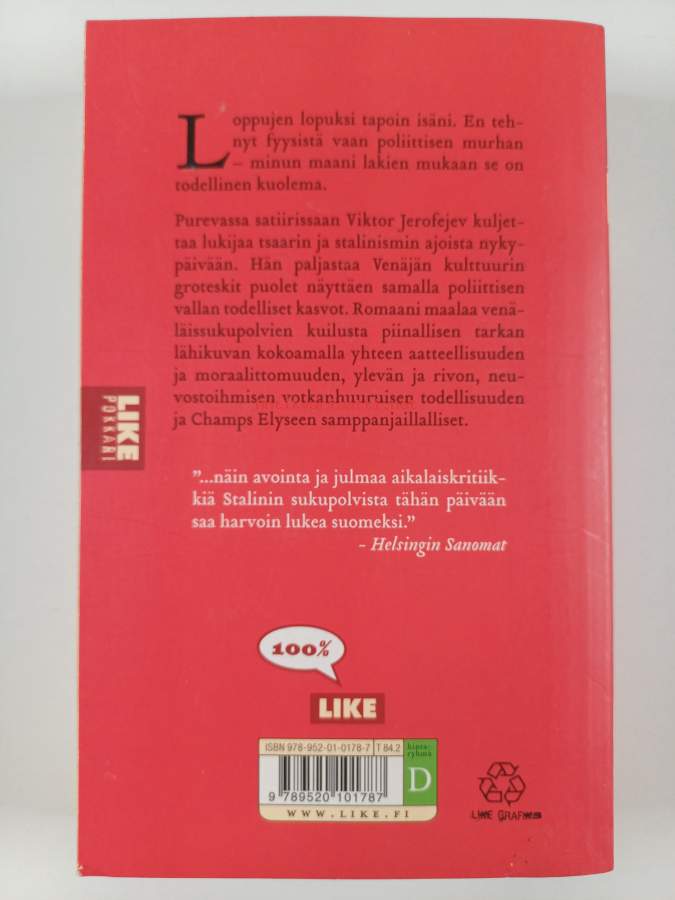 Loppujen lopuksi tapoin isäni. En teh-
nyt fyysistä vaan poliittisen murhan
– minun maani lakien mukaan se on
todellinen kuolema.
Purevassa satiirissaan Viktor Jerofejev kuljet-
taa lukijaa tsaarin ja stalinismin ajoista nyky-
päivään. Hän paljastaa Venäjän kulttuurin
groteskit puolet näyttäen samalla poliittisen
vallan todelliset kasvot. Romaani maalaa venä-
läissukupolvien kuilusta piinallisen tarkan
lähikuvan kokoamalla yhteen aatteellisuuden
ja moraalittomuuden, ylevän ja rivon, neu-
vostoihmisen votkanhuuruisen todellisuuden
ja Champs Elyseen samppanjaillalliset.
LIKE
POKKARI
"...näin avointa ja julmaa aikalaiskritiik-
kiä Stalinin sukupolvista tähän päivään
saa harvoin lukea suomeksi."
- Helsingin Sanomat
100%
LIKE
ISBN 978-952-01-0178-7 T 84.2
hinta-
ryhmä
D
9 789520 101787
WWW.LIKE.FI
LIKE GRAFIIKKA